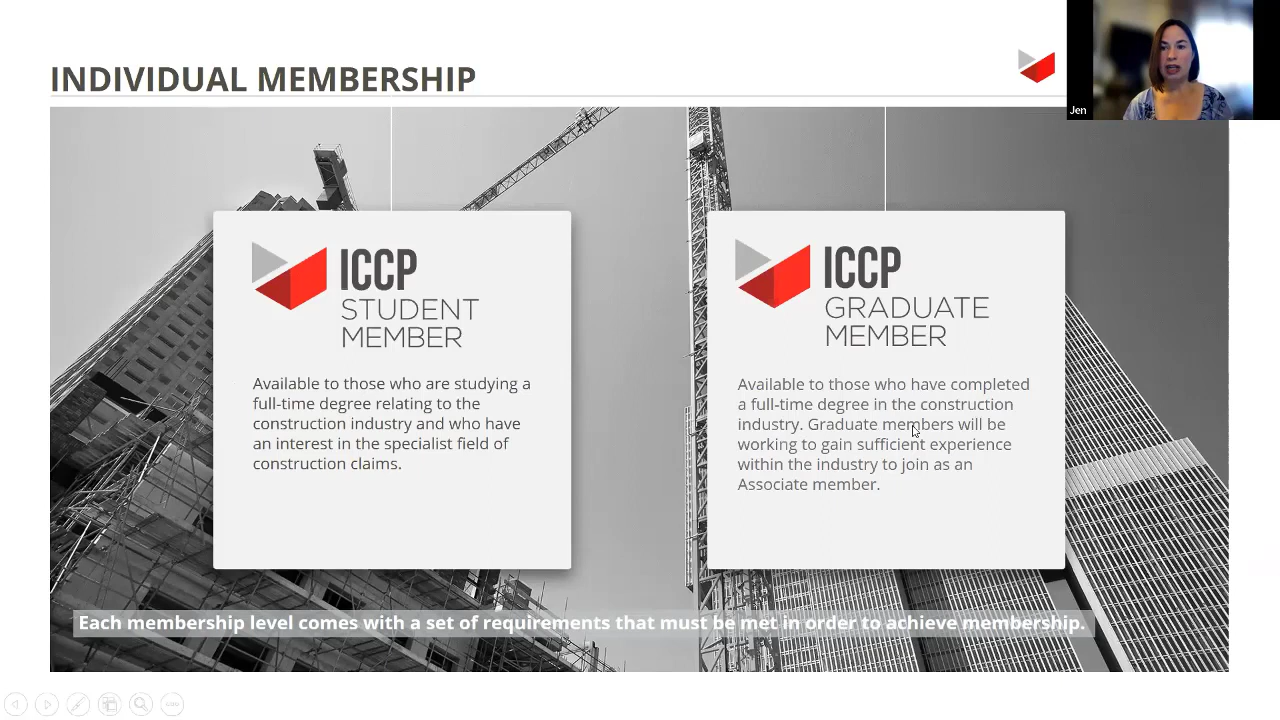 INDIVIDUAL MEMBERSHIP
Jen
ICCP
STUDENT
MEMBER
Available to those who are studying a
full-time degree relating to the
construction industry and who have
an interest in the specialist field of
construction claims.
ICCP
GRADUATE
MEMBER
Available to those who have completed
a full-time degree in the construction
industry. Graduate members will be
working to gain sufficient experience
within the industry to join as an
Associate member.
Each membership level comes with a set of requirements that must be met in order to achieve membership.